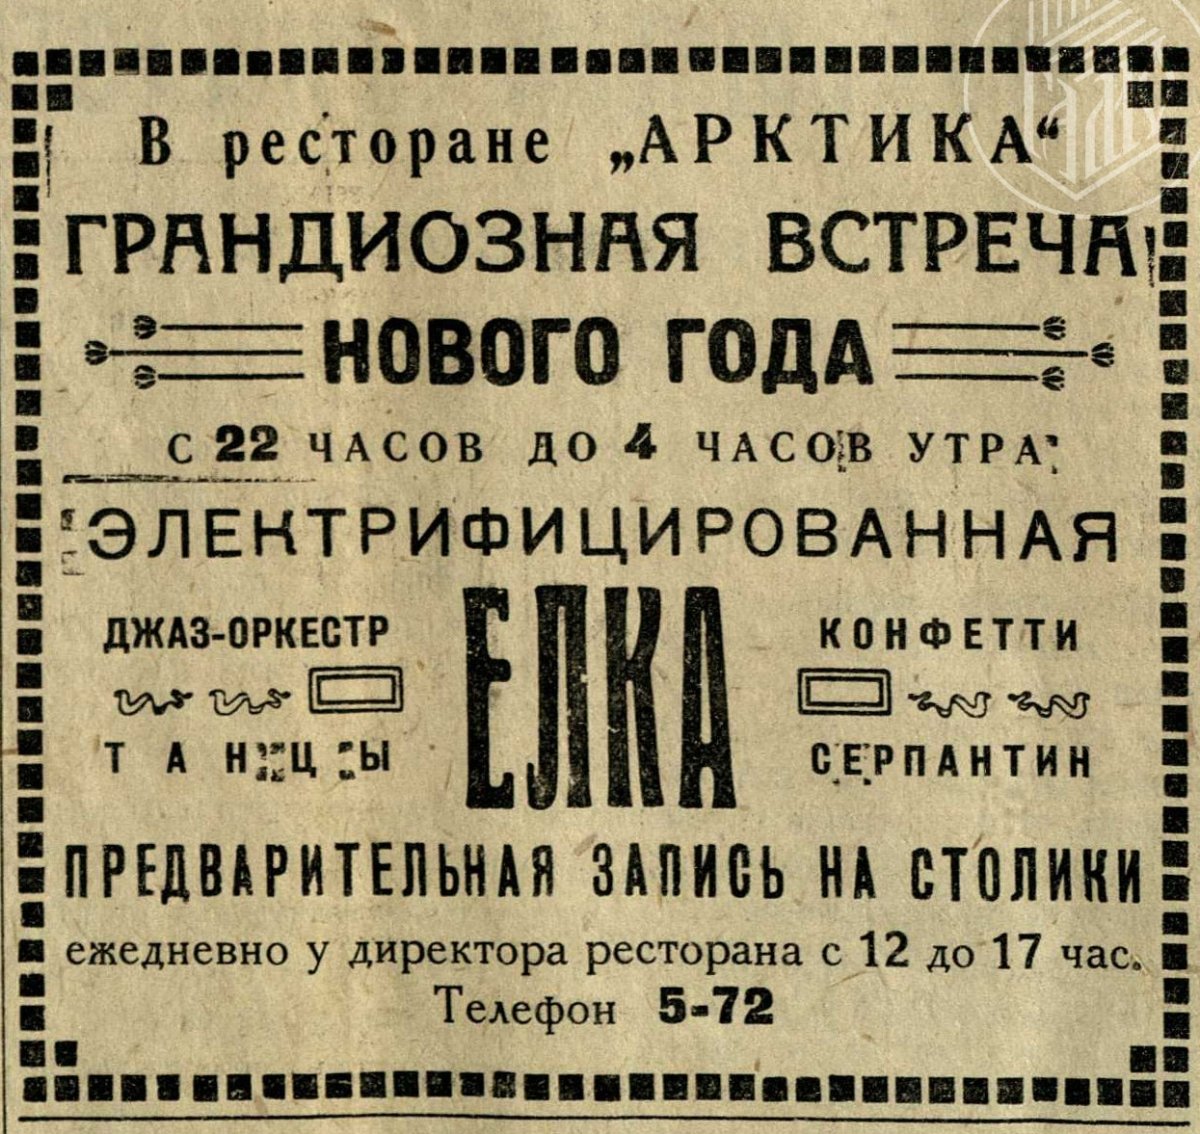 В ресторане „АРКТИКА“
ГРАНДИОЗНАЯ ВСТРЕЧА
НОВОГО ГОДА
С 22 ЧАСОВ ДО 4 ЧАСОВ УТРА
ЭЛЕКТРИФИЦИРОВАННАЯ
ЕЛКА
ДЖАЗ-ОРКЕСТР
ТАНЦЫ
КОНФЕТТИ
СЕРПАНТИН
ПРЕДВАРИТЕЛЬНАЯ ЗАПИСЬ НА СТОЛИКИ
ежедневно у директора ресторана с 12 до 17 час.
Телефон 5-72